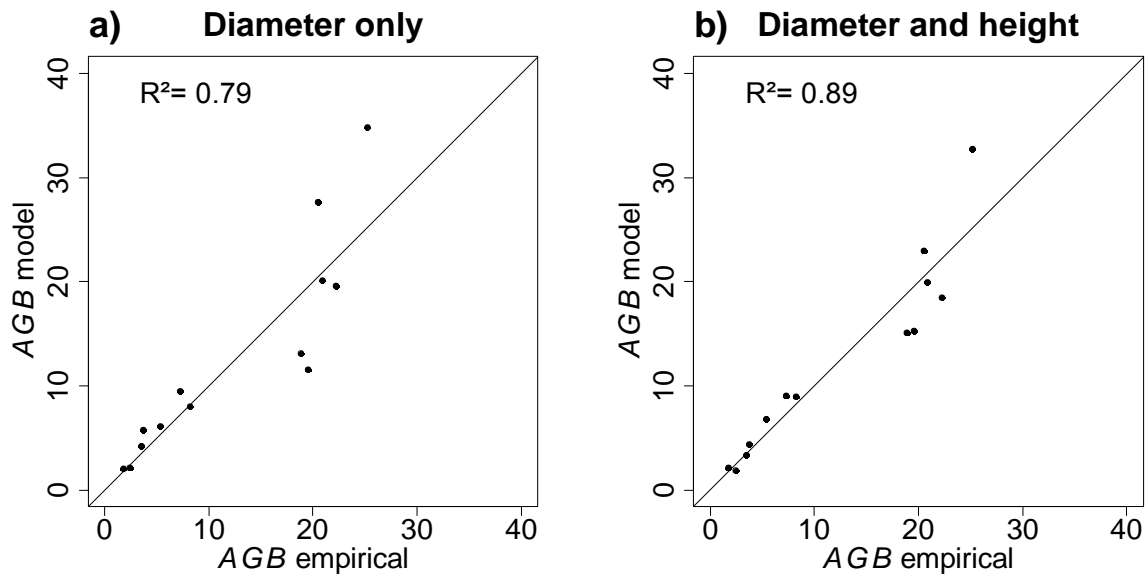 a) Diameter only
R²= 0.79
40
30
20
10
0
AGB model
0 10 20 30 40
AGB empirical
b) Diameter and height
R²= 0.89
40
30
20
10
0
AGB model
0 10 20 30 40
AGB empirical